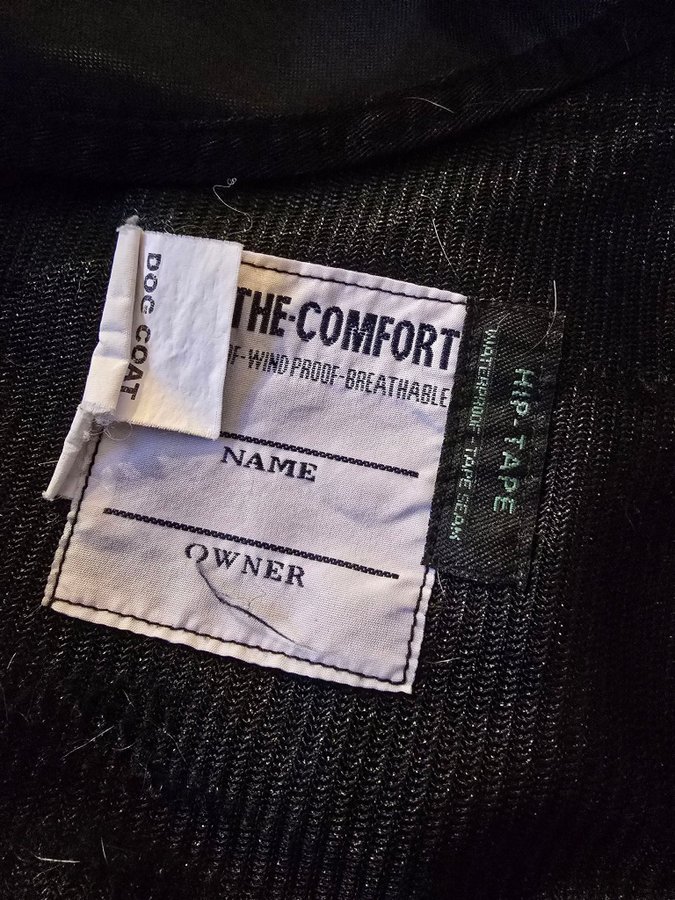 DOG COAT
THE-COMFORT
OF-WIND PROOF-BREATHABLE
NAME
OWNER
HIP-TAPE
WATERPROOF - TAPE SEAM